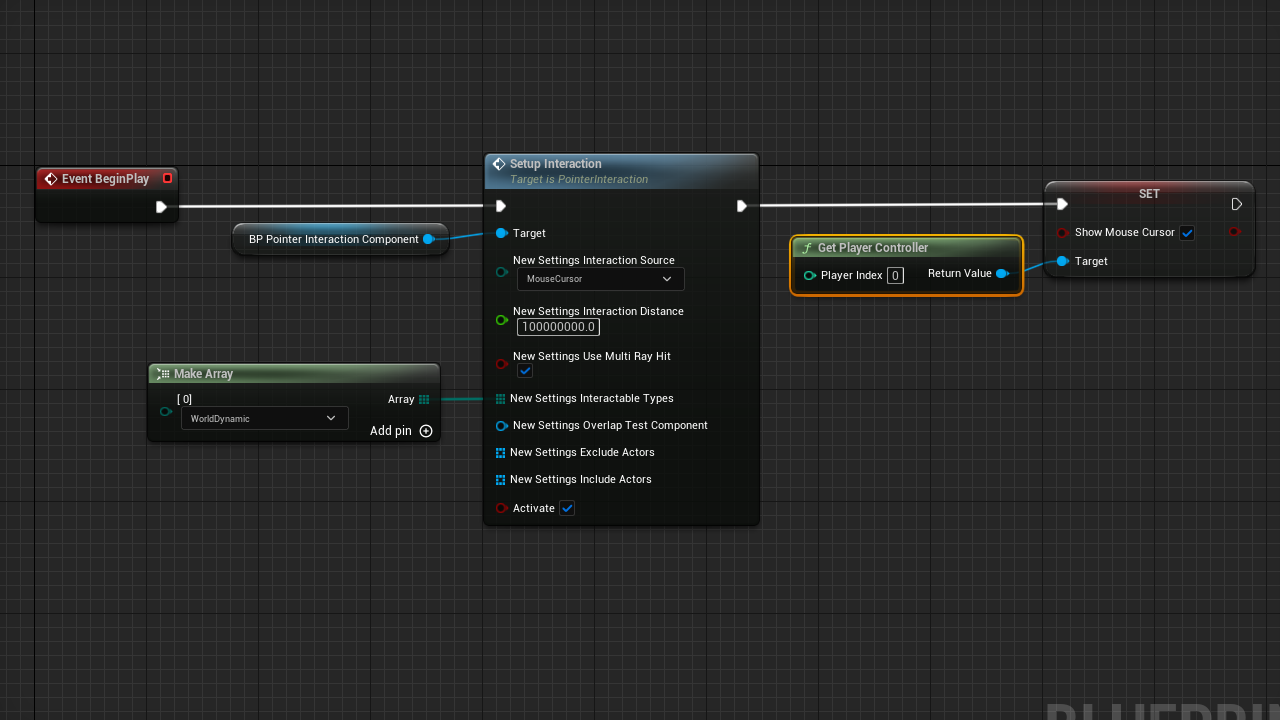 Event BeginPlay
BP Pointer Interaction Component
Make Array
[ 0]
Array
WorldDynamic
Add pin
Setup Interaction
Target is PointerInteraction
Target
New Settings Interaction Source
MouseCursor
New Settings Interaction Distance
100000000.0
New Settings Use Multi Ray Hit
New Settings Interactable Types
New Settings Overlap Test Component
New Settings Exclude Actors
New Settings Include Actors
Activate
Get Player Controller
Player Index 0
Return Value
SET
Show Mouse Cursor
Target